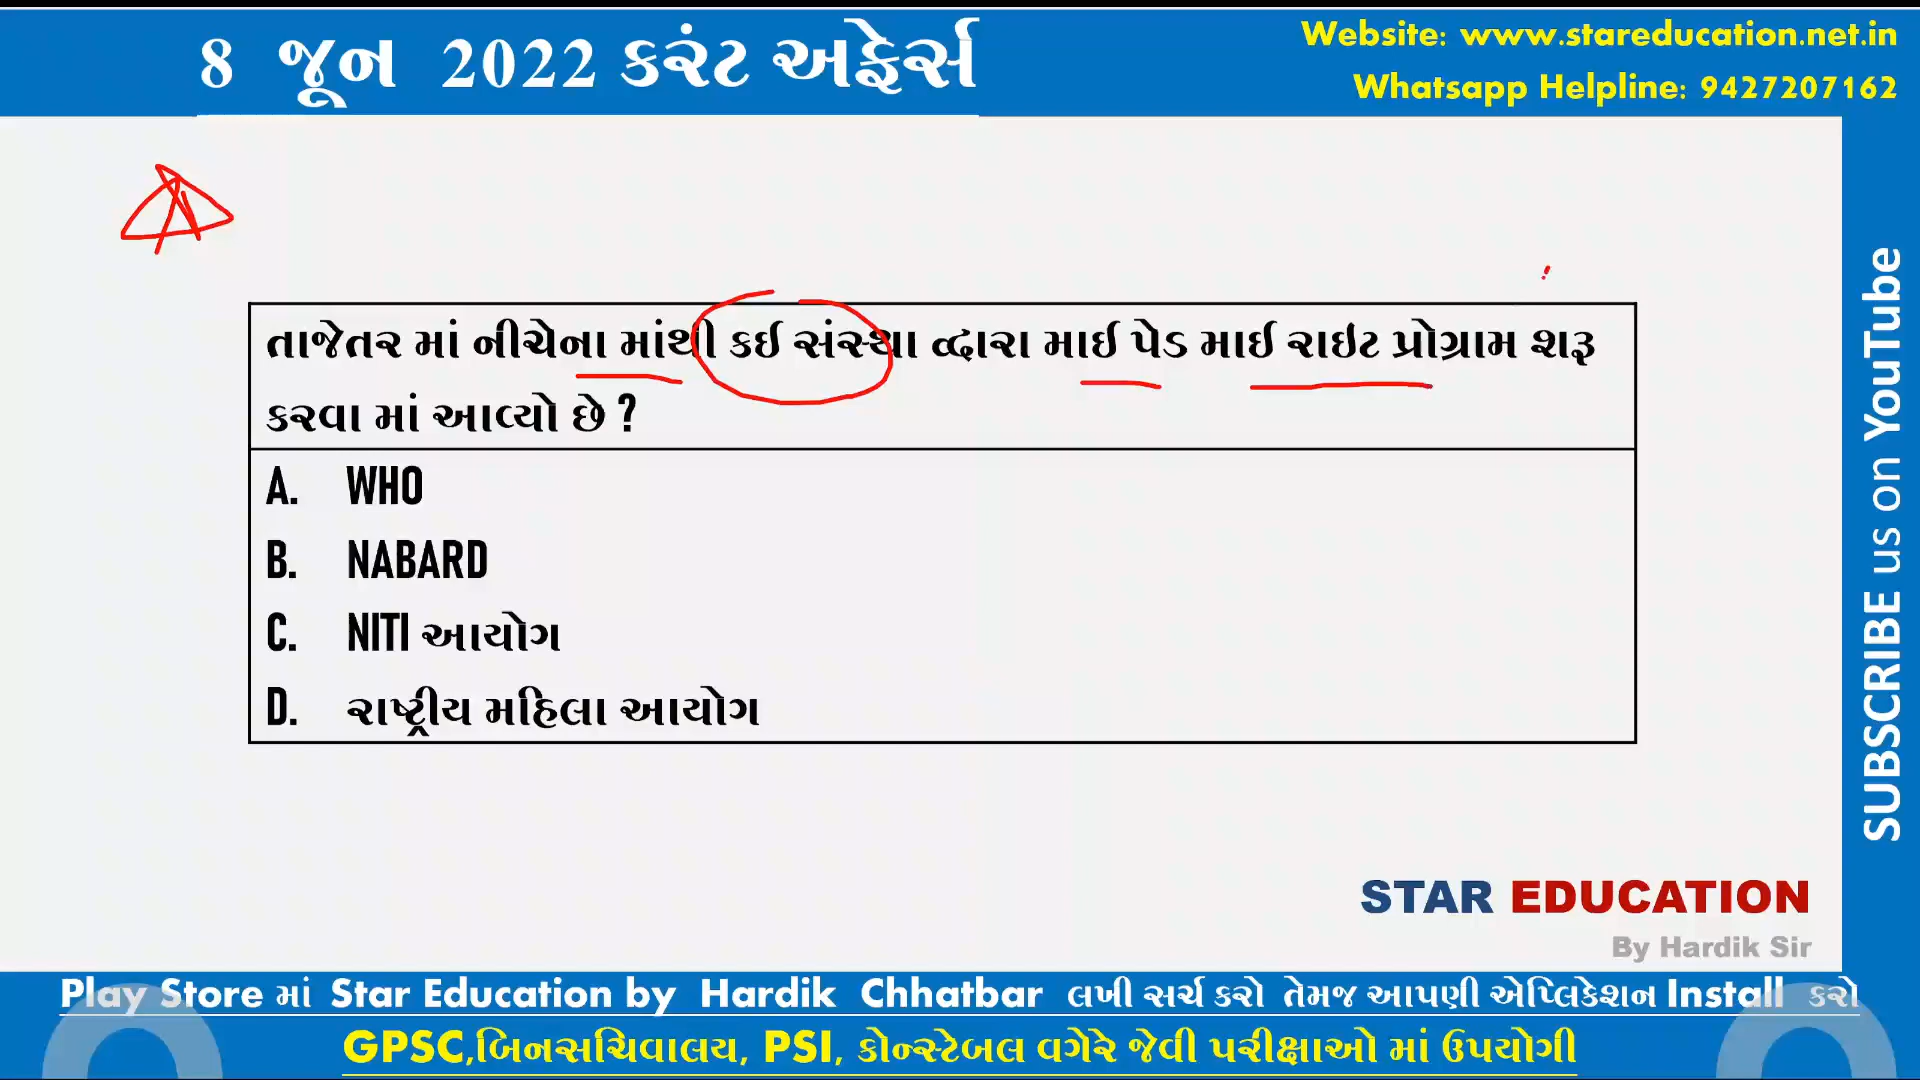 8 જૂન 2022 કરંટ અફેર્સ
Website: www.stareducation.net.in
Whatsapp Helpline: 9427207162
તાજેતર માં નીચેના માંથી કઈ સંસ્થા વ્દારા માઈ પેડ માઈ રાઇટ પ્રોગ્રામ શરૂ
કરવા માં આવ્યો છે ?
A. WHO
B. NABARD
C. NITI આયોગ
D. રાષ્ટ્રીય મહિલા આયોગ
SUBSCRIBE us on YouTube
STAR EDUCATION
By Hardik Sir
Play Store માં Star Education by Hardik Chhatbar લખી સર્ચ કરો તેમજ આપણી એપ્લિકેશન Install કરો
GPSC,બિનસચિવાલય, PSI, કોન્સ્ટેબલ વગેરે જેવી પરીક્ષાઓ માં ઉપયોગી